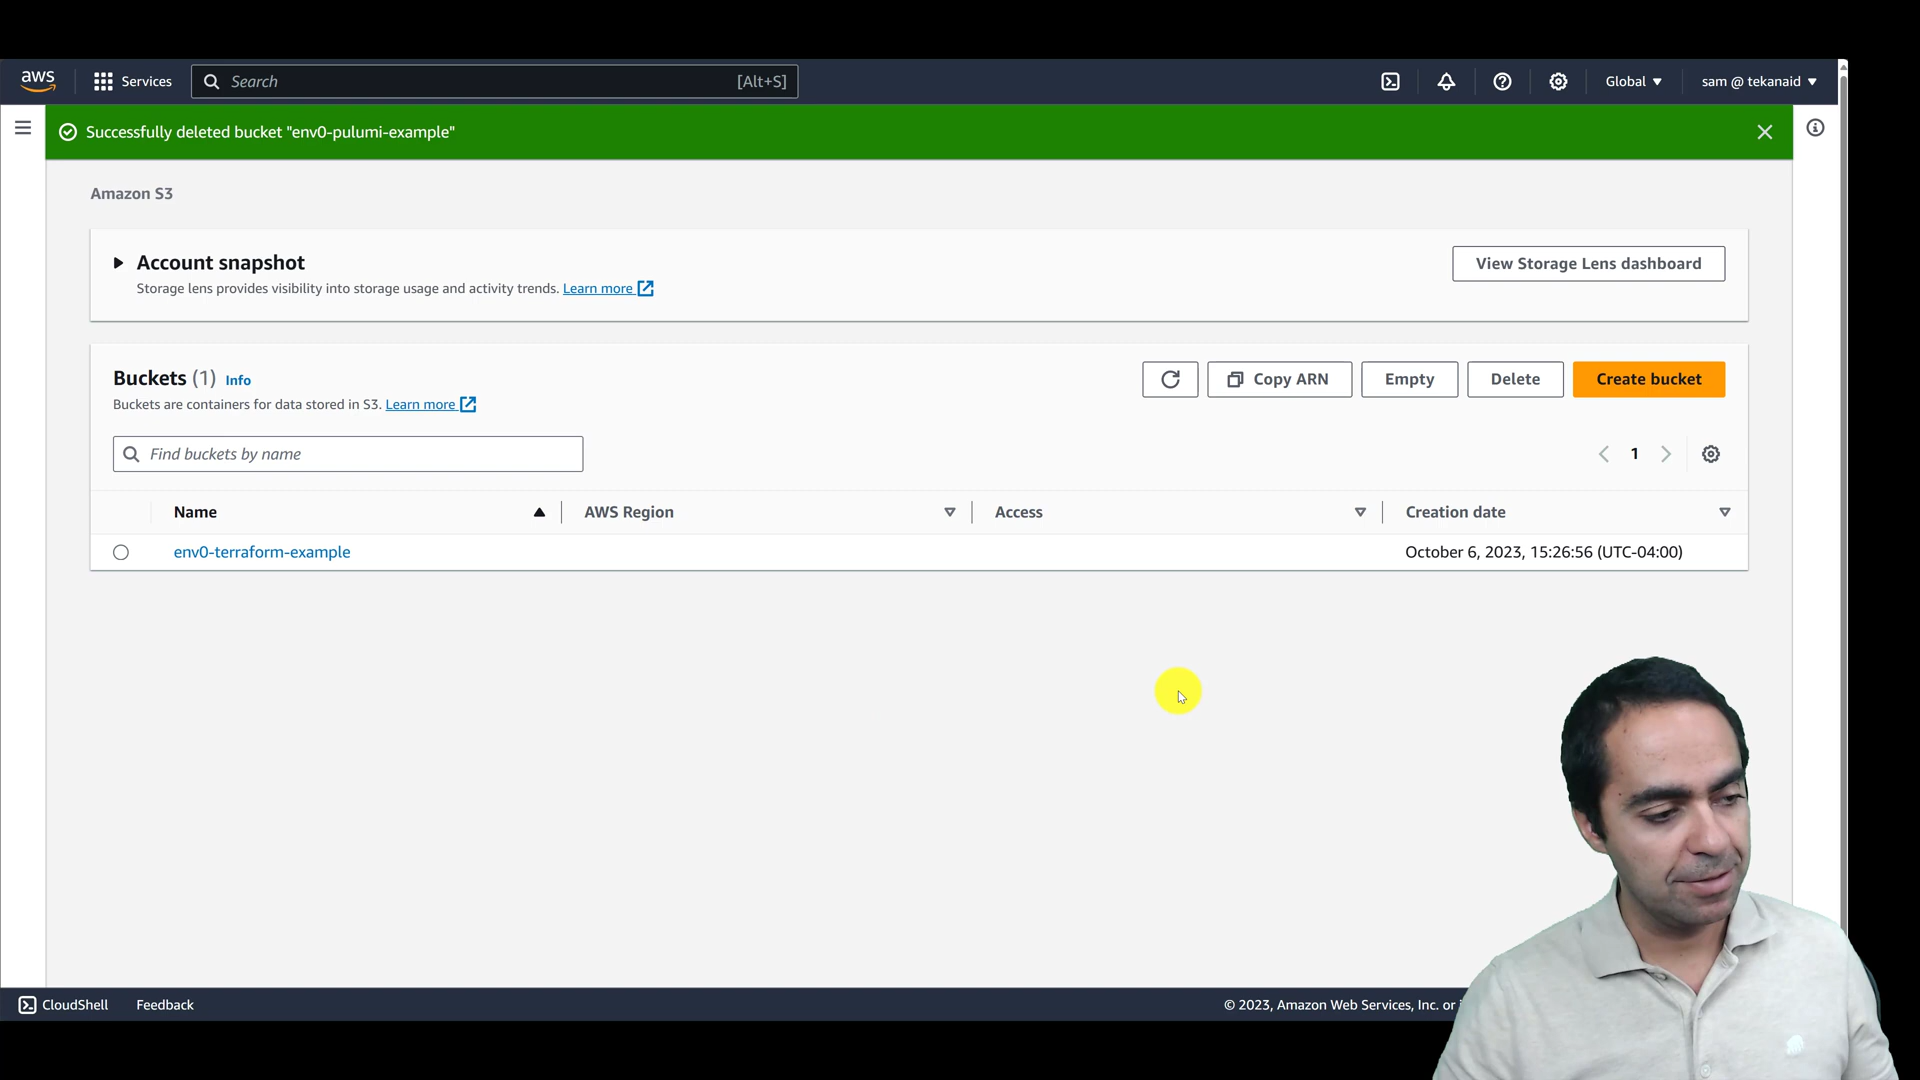 aws
Services
Search
[Alt+S]
Global
sam @ tekanaid
Successfully deleted bucket "env0-pulumi-example"
Amazon S3
Account snapshot
View Storage Lens dashboard
Storage lens provides visibility into storage usage and activity trends. Learn more
Buckets (1) Info
Copy ARN
Empty
Delete
Create bucket
Buckets are containers for data stored in S3. Learn more
Find buckets by name
1
Name
AWS Region
Access
Creation date
env0-terraform-example
October 6, 2023, 15:26:56 (UTC-04:00)
CloudShell
Feedback
© 2023, Amazon Web Services, Inc. or